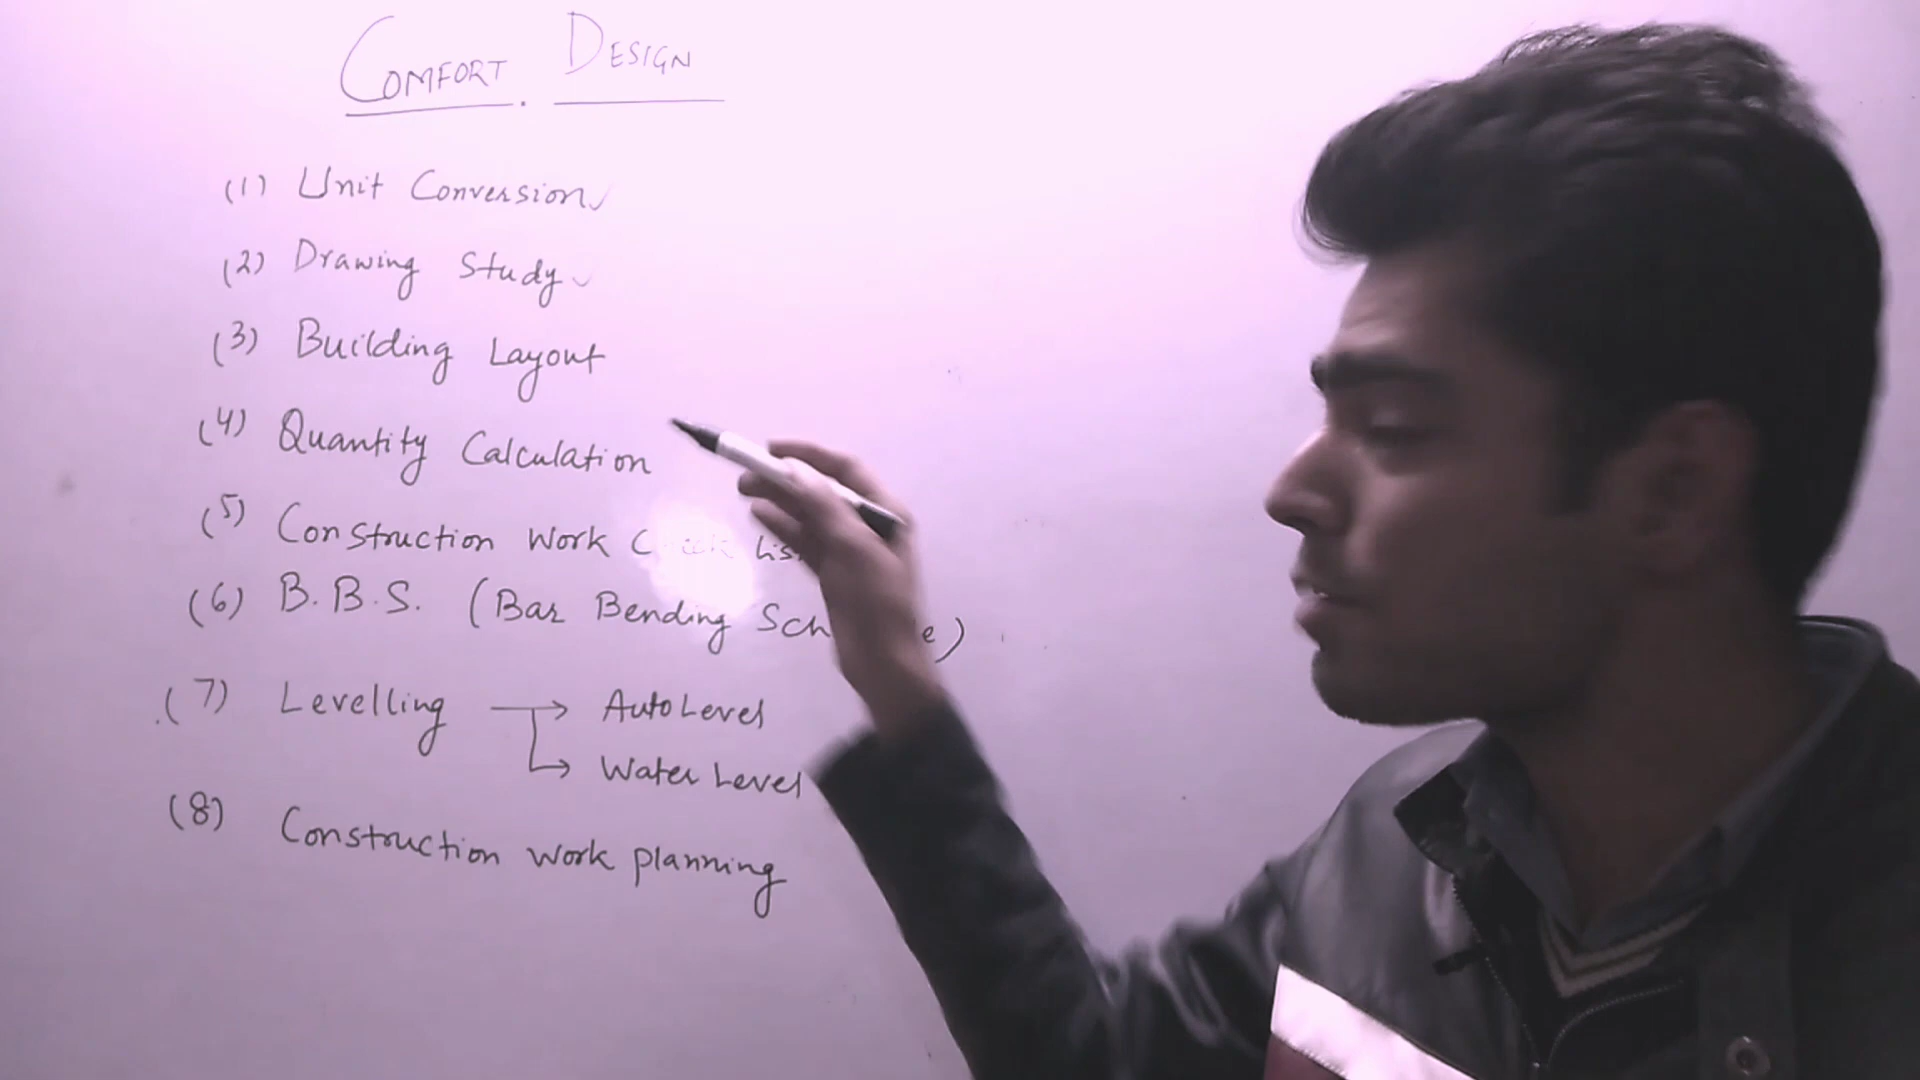 COMFORT DESIGN
(1) Unit Conversion
(2) Drawing Study
(3) Building Layout
(4) Quantity Calculation
(5) Construction Work
(6) B.B.S. (Bar Bending
(7) Levelling → Auto Level
→ Water Level
(8) Construction Work planning